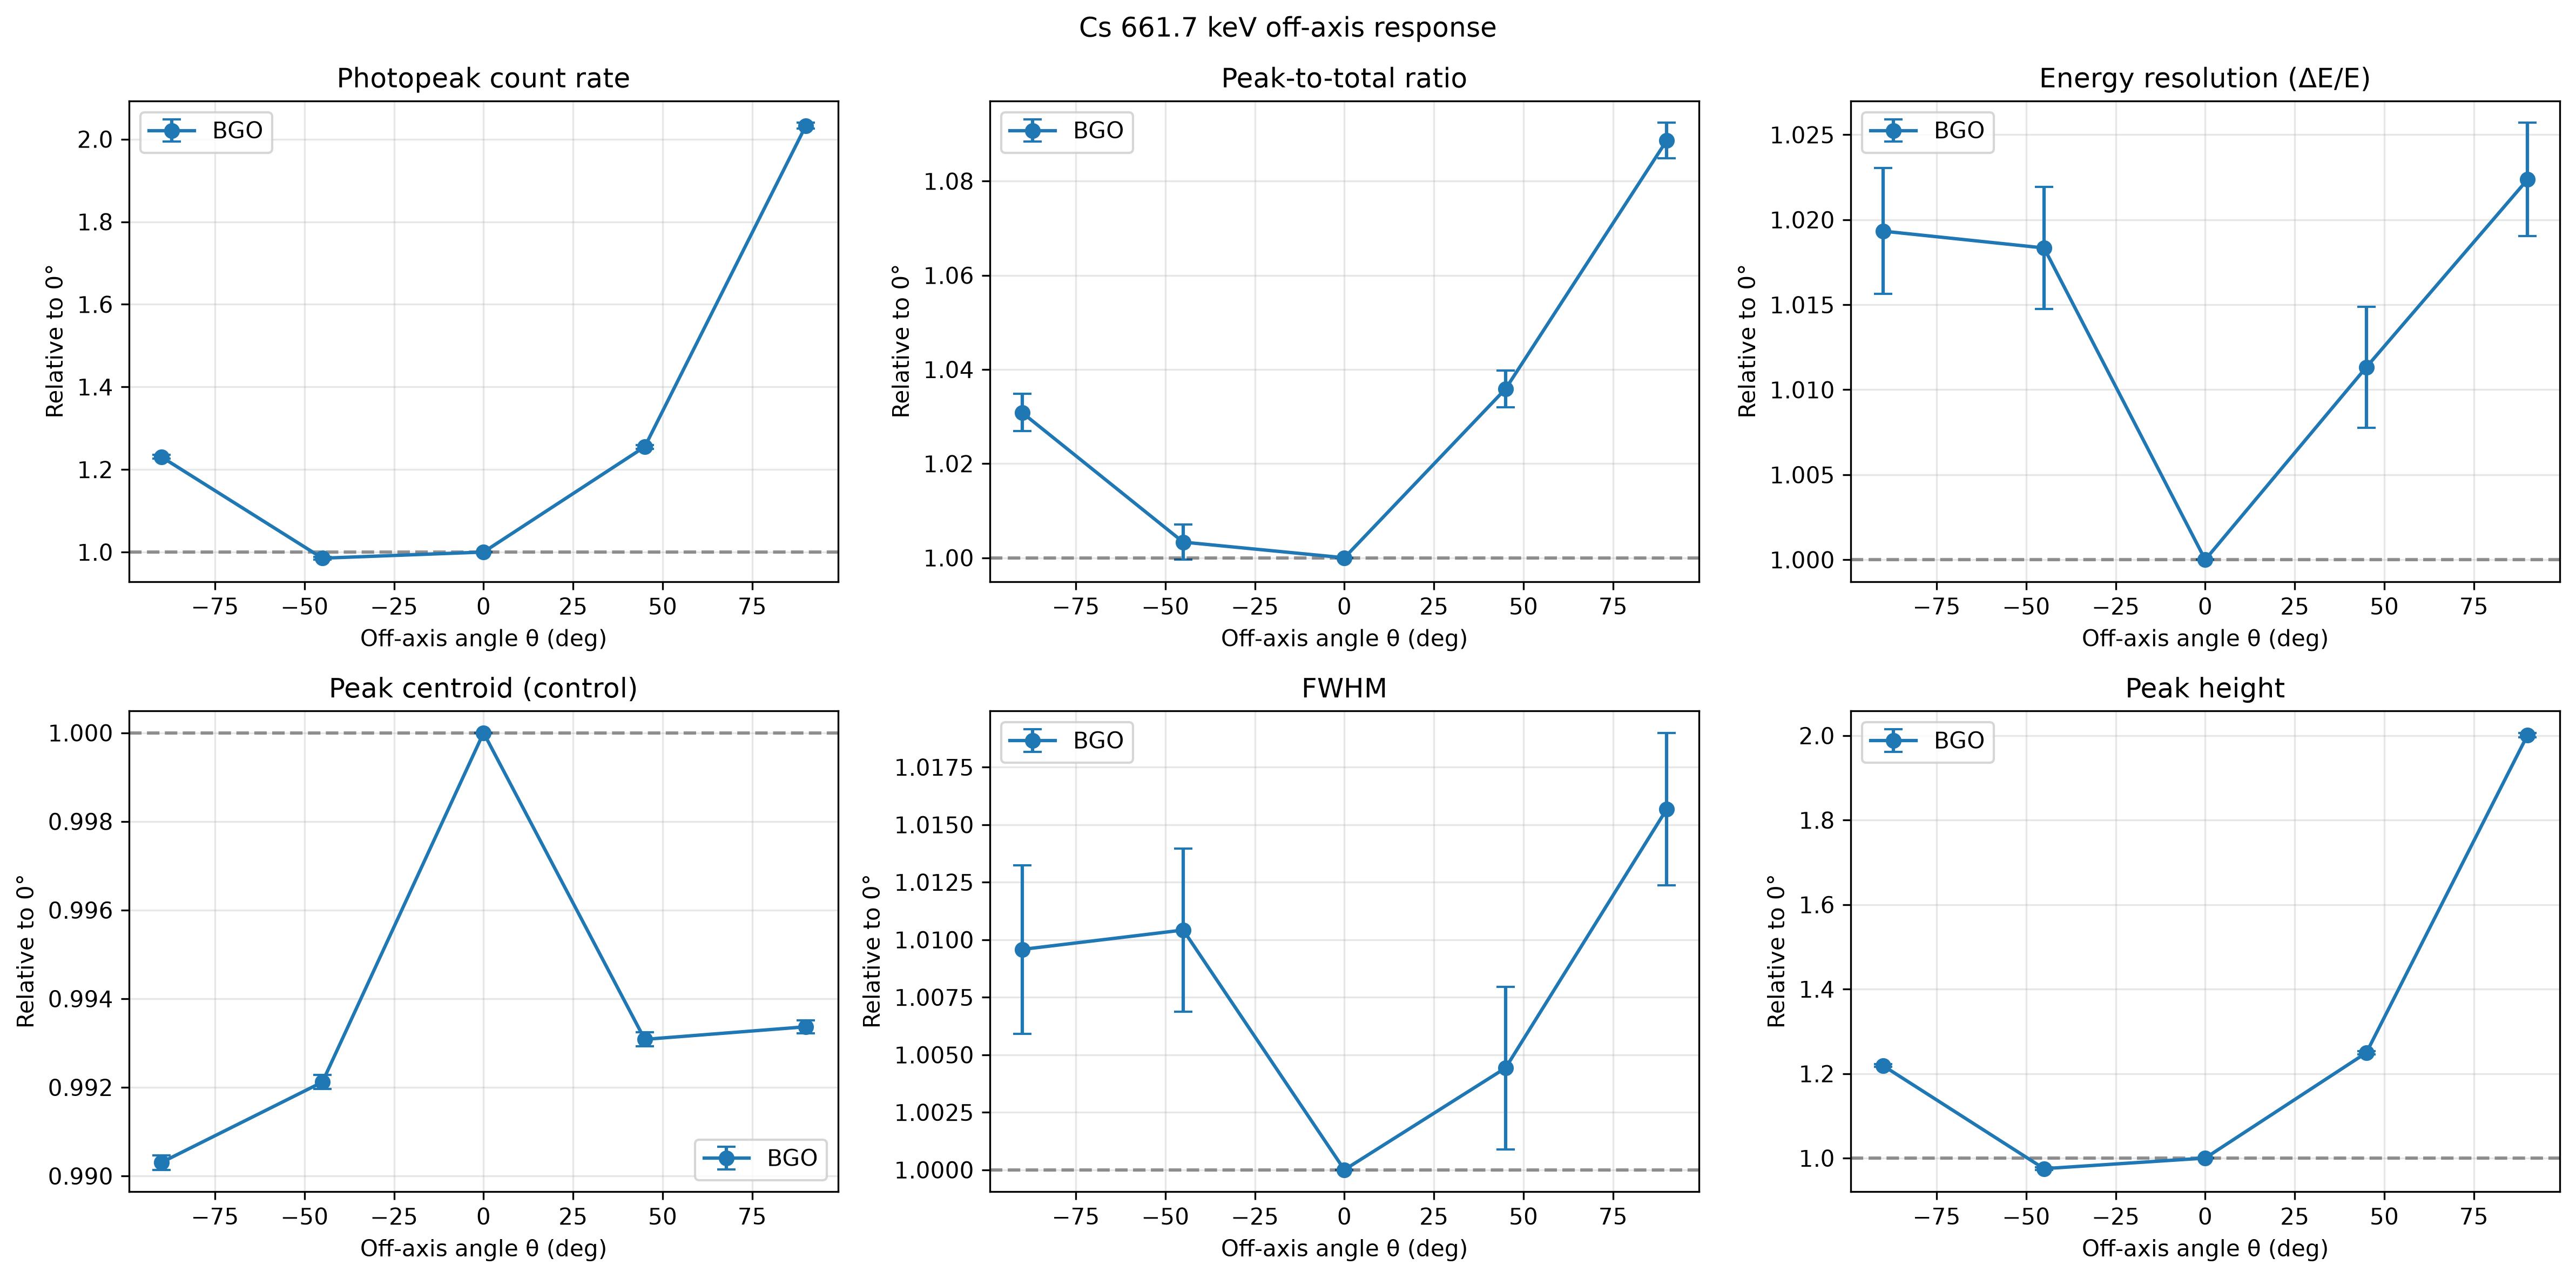 Cs 661.7 keV off-axis response
Photopeak count rate
BGO
2.0
1.8
1.6
1.4
1.2
1.0
Relative to 0°
−75 −50 −25 0 25 50 75
Off-axis angle θ (deg)
Peak-to-total ratio
BGO
1.08
1.06
1.04
1.02
1.00
Relative to 0°
−75 −50 −25 0 25 50 75
Off-axis angle θ (deg)
Energy resolution (ΔE/E)
BGO
1.025
1.020
1.015
1.010
1.005
1.000
Relative to 0°
−75 −50 −25 0 25 50 75
Off-axis angle θ (deg)
Peak centroid (control)
1.000
0.998
0.996
0.994
0.992
0.990
Relative to 0°
BGO
−75 −50 −25 0 25 50 75
Off-axis angle θ (deg)
FWHM
BGO
1.0175
1.0150
1.0125
1.0100
1.0075
1.0050
1.0025
1.0000
Relative to 0°
−75 −50 −25 0 25 50 75
Off-axis angle θ (deg)
Peak height
BGO
2.0
1.8
1.6
1.4
1.2
1.0
Relative to 0°
−75 −50 −25 0 25 50 75
Off-axis angle θ (deg)